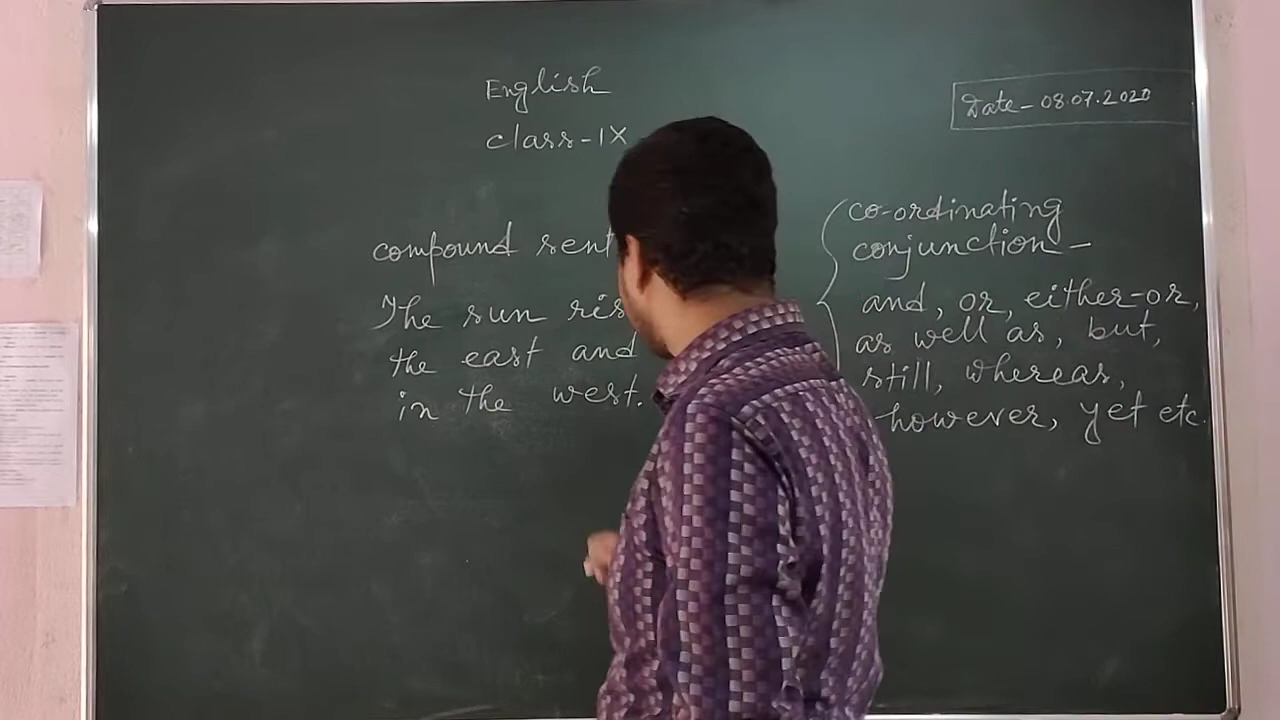 English
class-IX
Date-08.07.2020
compound sent
The sun ris
the east and
in the west.
co-ordinating
conjunction-
and, or, either-or,
as well as, but,
still, whereas,
however, yet etc.